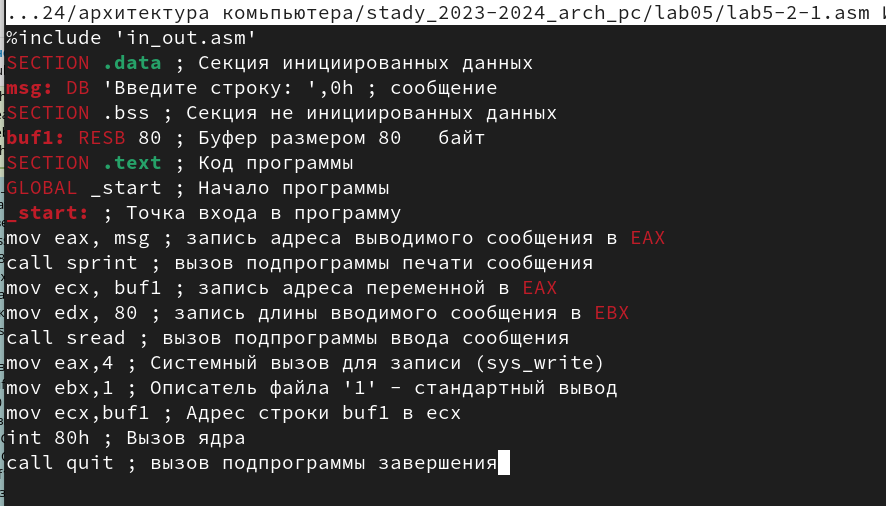 ...24/архитектура комьпьютера/stady_2023-2024_arch_pc/lab05/lab5-2-1.asm
%include 'in_out.asm'
SECTION .data ; Секция инициированных данных
msg: DB 'Введите строку: ',0h ; сообщение
SECTION .bss ; Секция не инициированных данных
buf1: RESB 80 ; Буфер размером 80   байт
SECTION .text ; Код программы
GLOBAL _start ; Начало программы
_start: ; Точка входа в программу
mov eax, msg ; запись адреса выводимого сообщения в EAX
call sprint ; вызов подпрограммы печати сообщения
mov ecx, buf1 ; запись адреса переменной в EAX
mov edx, 80 ; запись длины вводимого сообщения в EBX
call sread ; вызов подпрограммы ввода сообщения
mov eax,4 ; Системный вызов для записи (sys_write)
mov ebx,1 ; Описатель файла '1' - стандартный вывод
mov ecx,buf1 ; Адрес строки buf1 в ecx
int 80h ; Вызов ядра
call quit ; вызов подпрограммы завершения